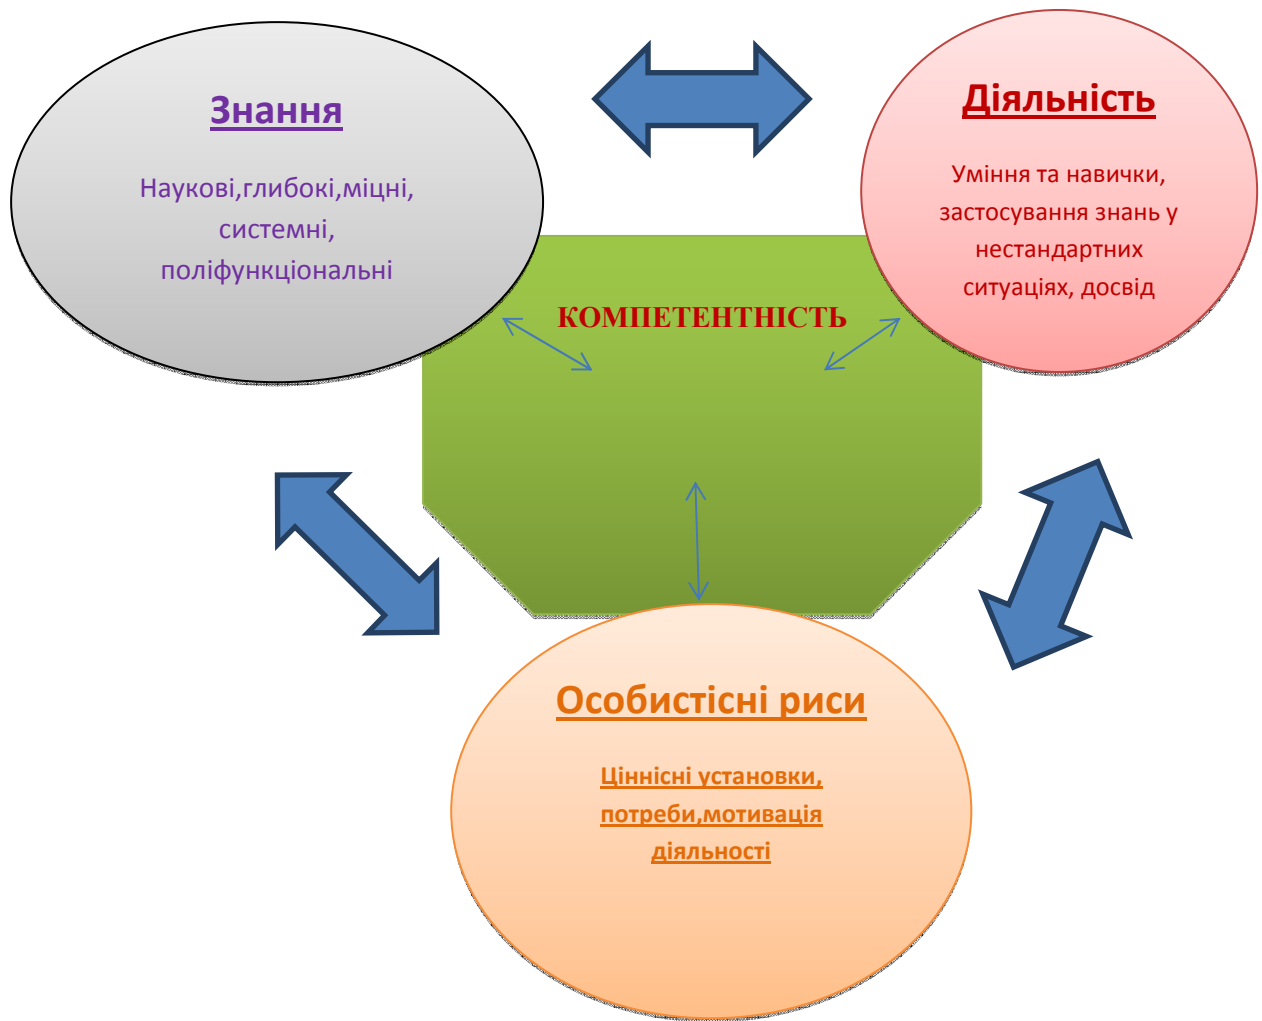 Знання
Наукові,глибокі,міцні,
системні,
поліфункціональні
Діяльність
Уміння та навички,
застосування знань у
нестандартних
ситуаціях, досвід
КОМПЕТЕНТНІСТЬ
Особистісні риси
Ціннісні установки,
потреби,мотивація
діяльності